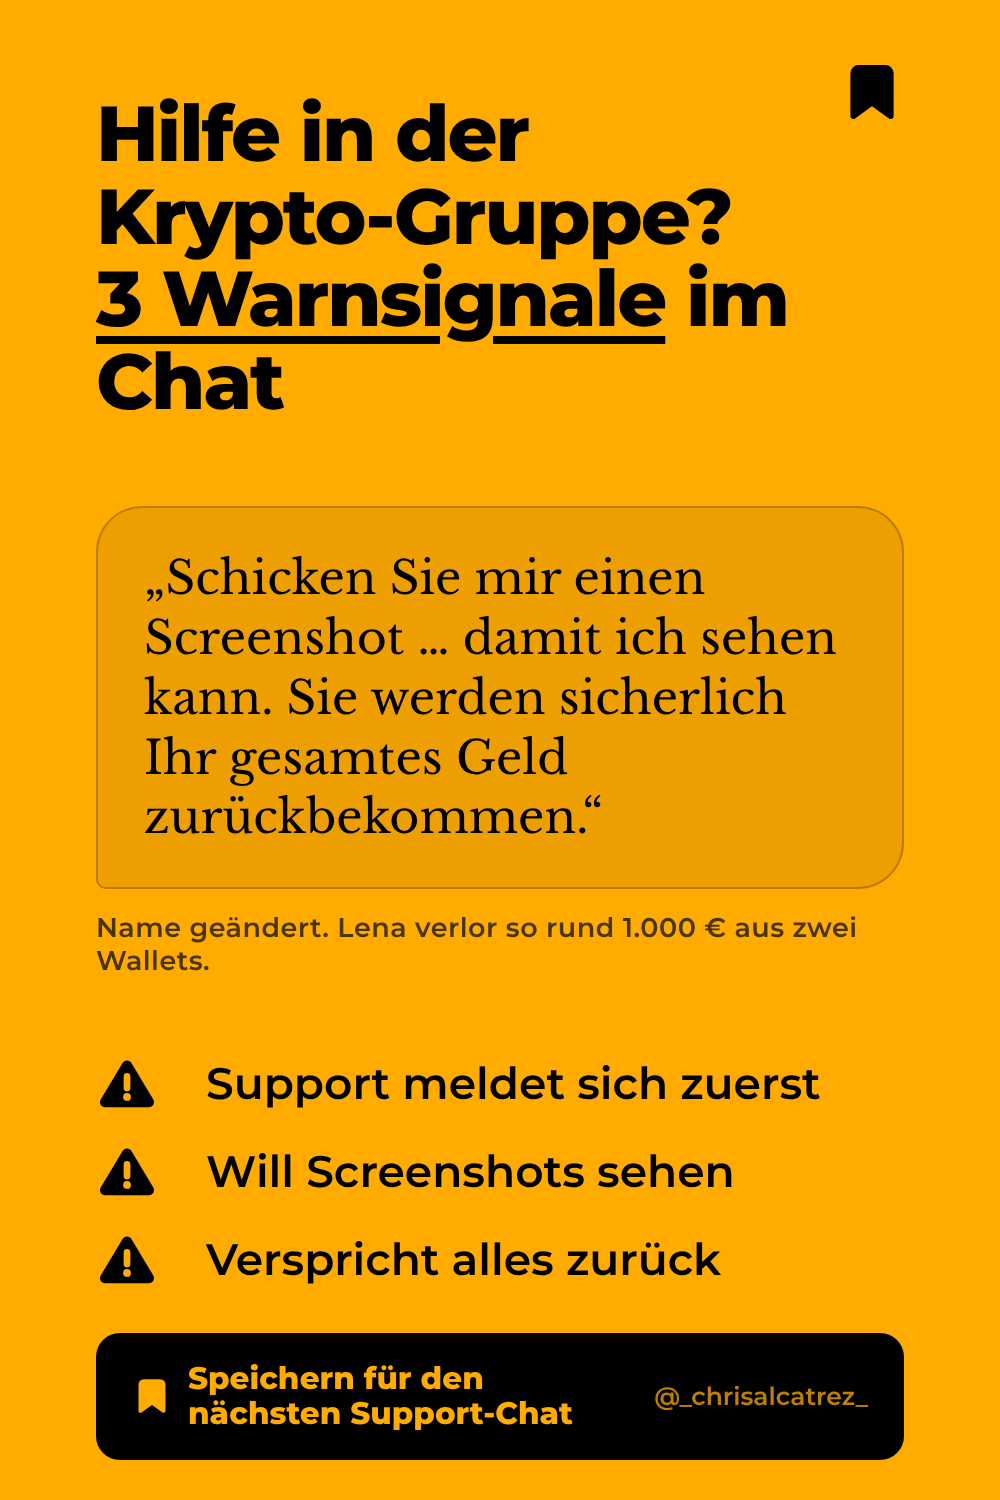 Hilfe in der
Krypto-Gruppe?
3 Warnsignale im
Chat
„Schicken Sie mir einen
Screenshot … damit ich sehen
kann. Sie werden sicherlich
Ihr gesamtes Geld
zurückbekommen.“
Name geändert. Lena verlor so rund 1.000 € aus zwei
Wallets.
Support meldet sich zuerst
Will Screenshots sehen
Verspricht alles zurück
Speichern für den
nächsten Support-Chat
@_chrisalcatrez_